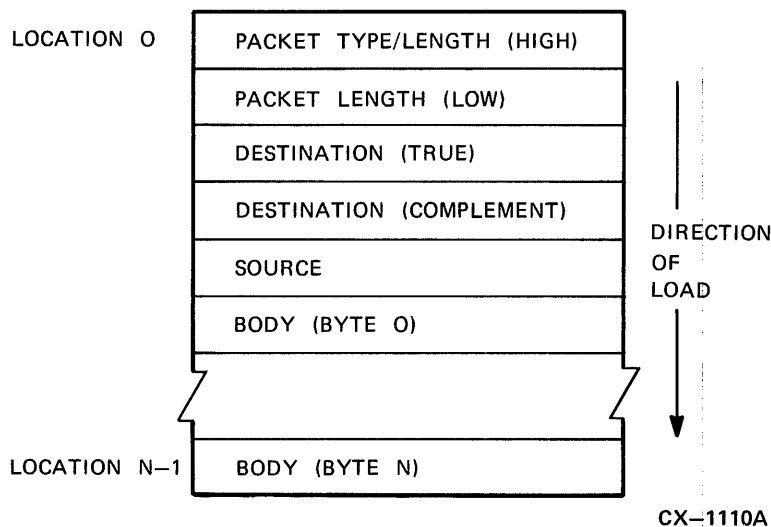 LOCATION 0
PACKET TYPE/LENGTH (HIGH)
PACKET LENGTH (LOW)
DESTINATION (TRUE)
DESTINATION (COMPLEMENT)
SOURCE
BODY (BYTE 0)
DIRECTION
OF
LOAD
LOCATION N–1
BODY (BYTE N)
CX–1110A